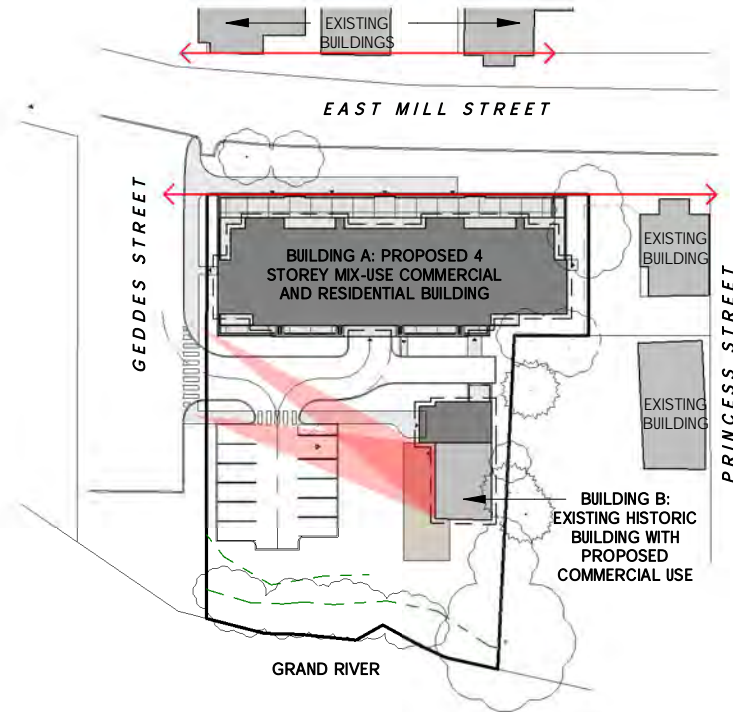 EXISTING
BUILDINGS
EAST MILL STREET
GEDDES STREET
BUILDING A: PROPOSED 4
STOREY MIX-USE COMMERCIAL
AND RESIDENTIAL BUILDING
EXISTING
BUILDING
PRINCESS STREET
EXISTING
BUILDING
BUILDING B:
EXISTING HISTORIC
BUILDING WITH
PROPOSED
COMMERCIAL USE
GRAND RIVER